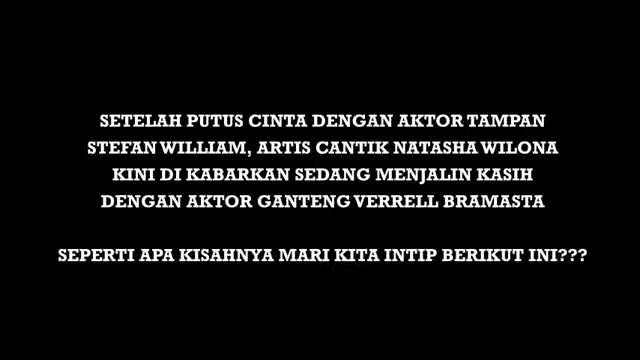 SETELAH PUTUS CINTA DENGAN AKTOR TAMPAN
STEFAN WILLIAM, ARTIS CANTIK NATASHA WILONA
KINI DI KABARKAN SEDANG MENJALIN KASIH
DENGAN AKTOR GANTENG VERRELL BRAMASTA
SEPERTI APA KISAHNYA MARI KITA INTIP BERIKUT INI???